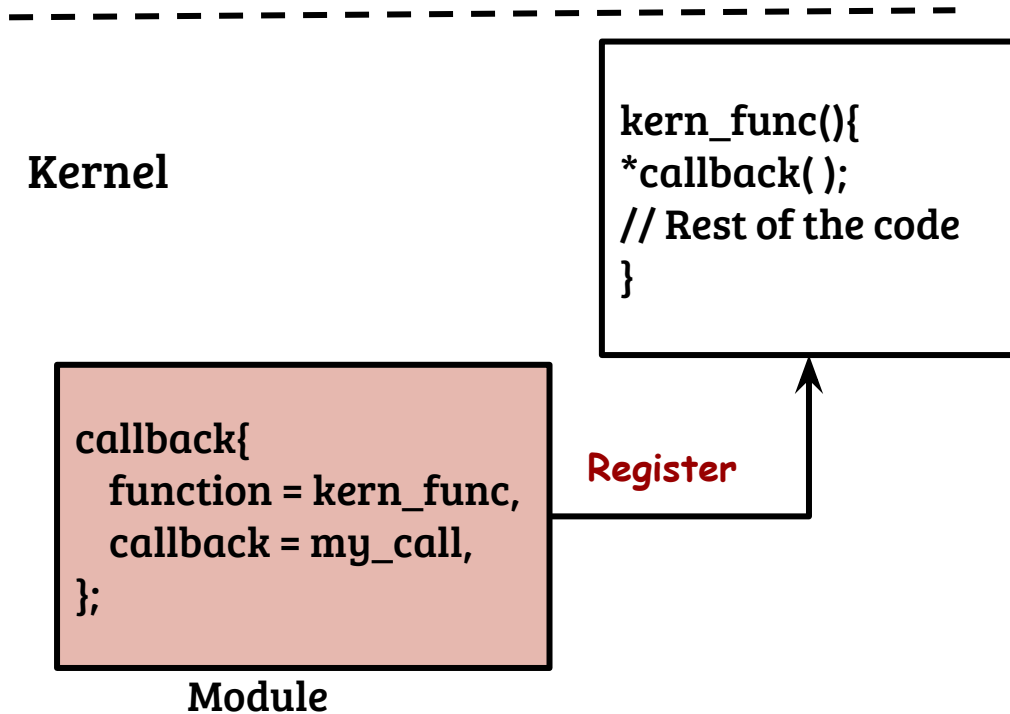 Kernel
kern_func(){
*callback( );
// Rest of the code
}
callback{
function = kern_func,
callback = my_call,
};
Register
Module